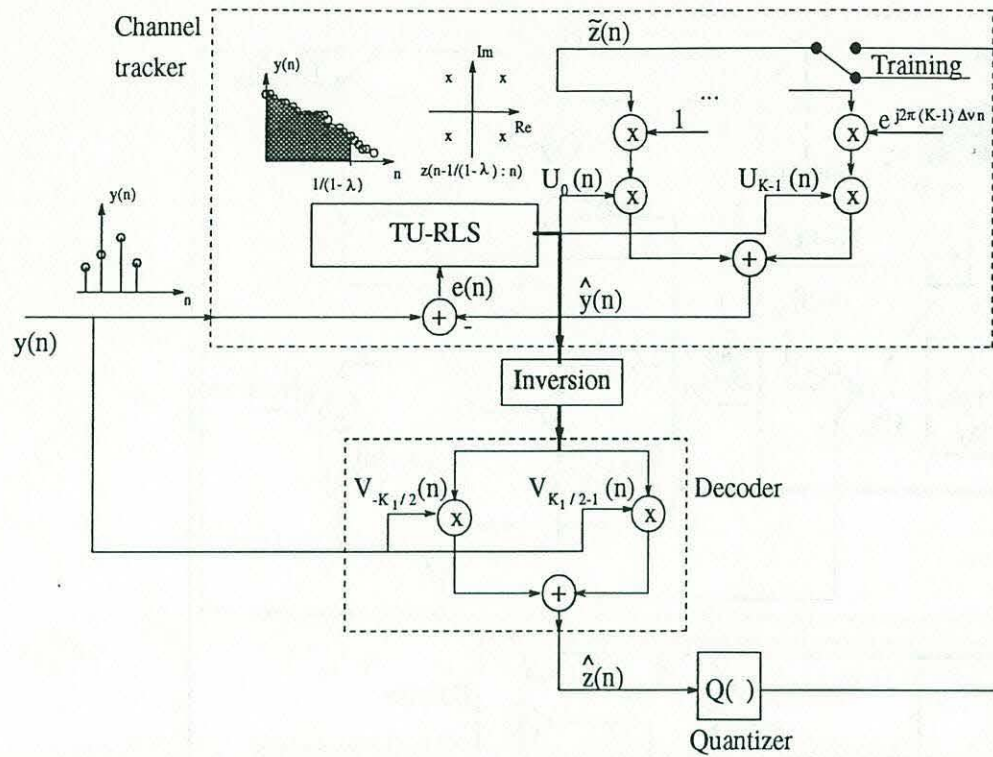 Channel
tracker
y(n)
n
1/(1-λ)
Im
x x
Re
x x
z(n-1/(1-λ) : n)
z̃(n)
Training
...
x
1
x
e^{j2π(K-1) Δν n}
U_0(n)
x
U_{K-1}(n)
x
TU-RLS
+
e(n)
ŷ(n)
+
-
y(n)
n
y(n)
Inversion
Decoder
V_{-K_1/2}(n)
x
V_{K_1/2-1}(n)
x
+
ẑ(n)
Q( )
Quantizer